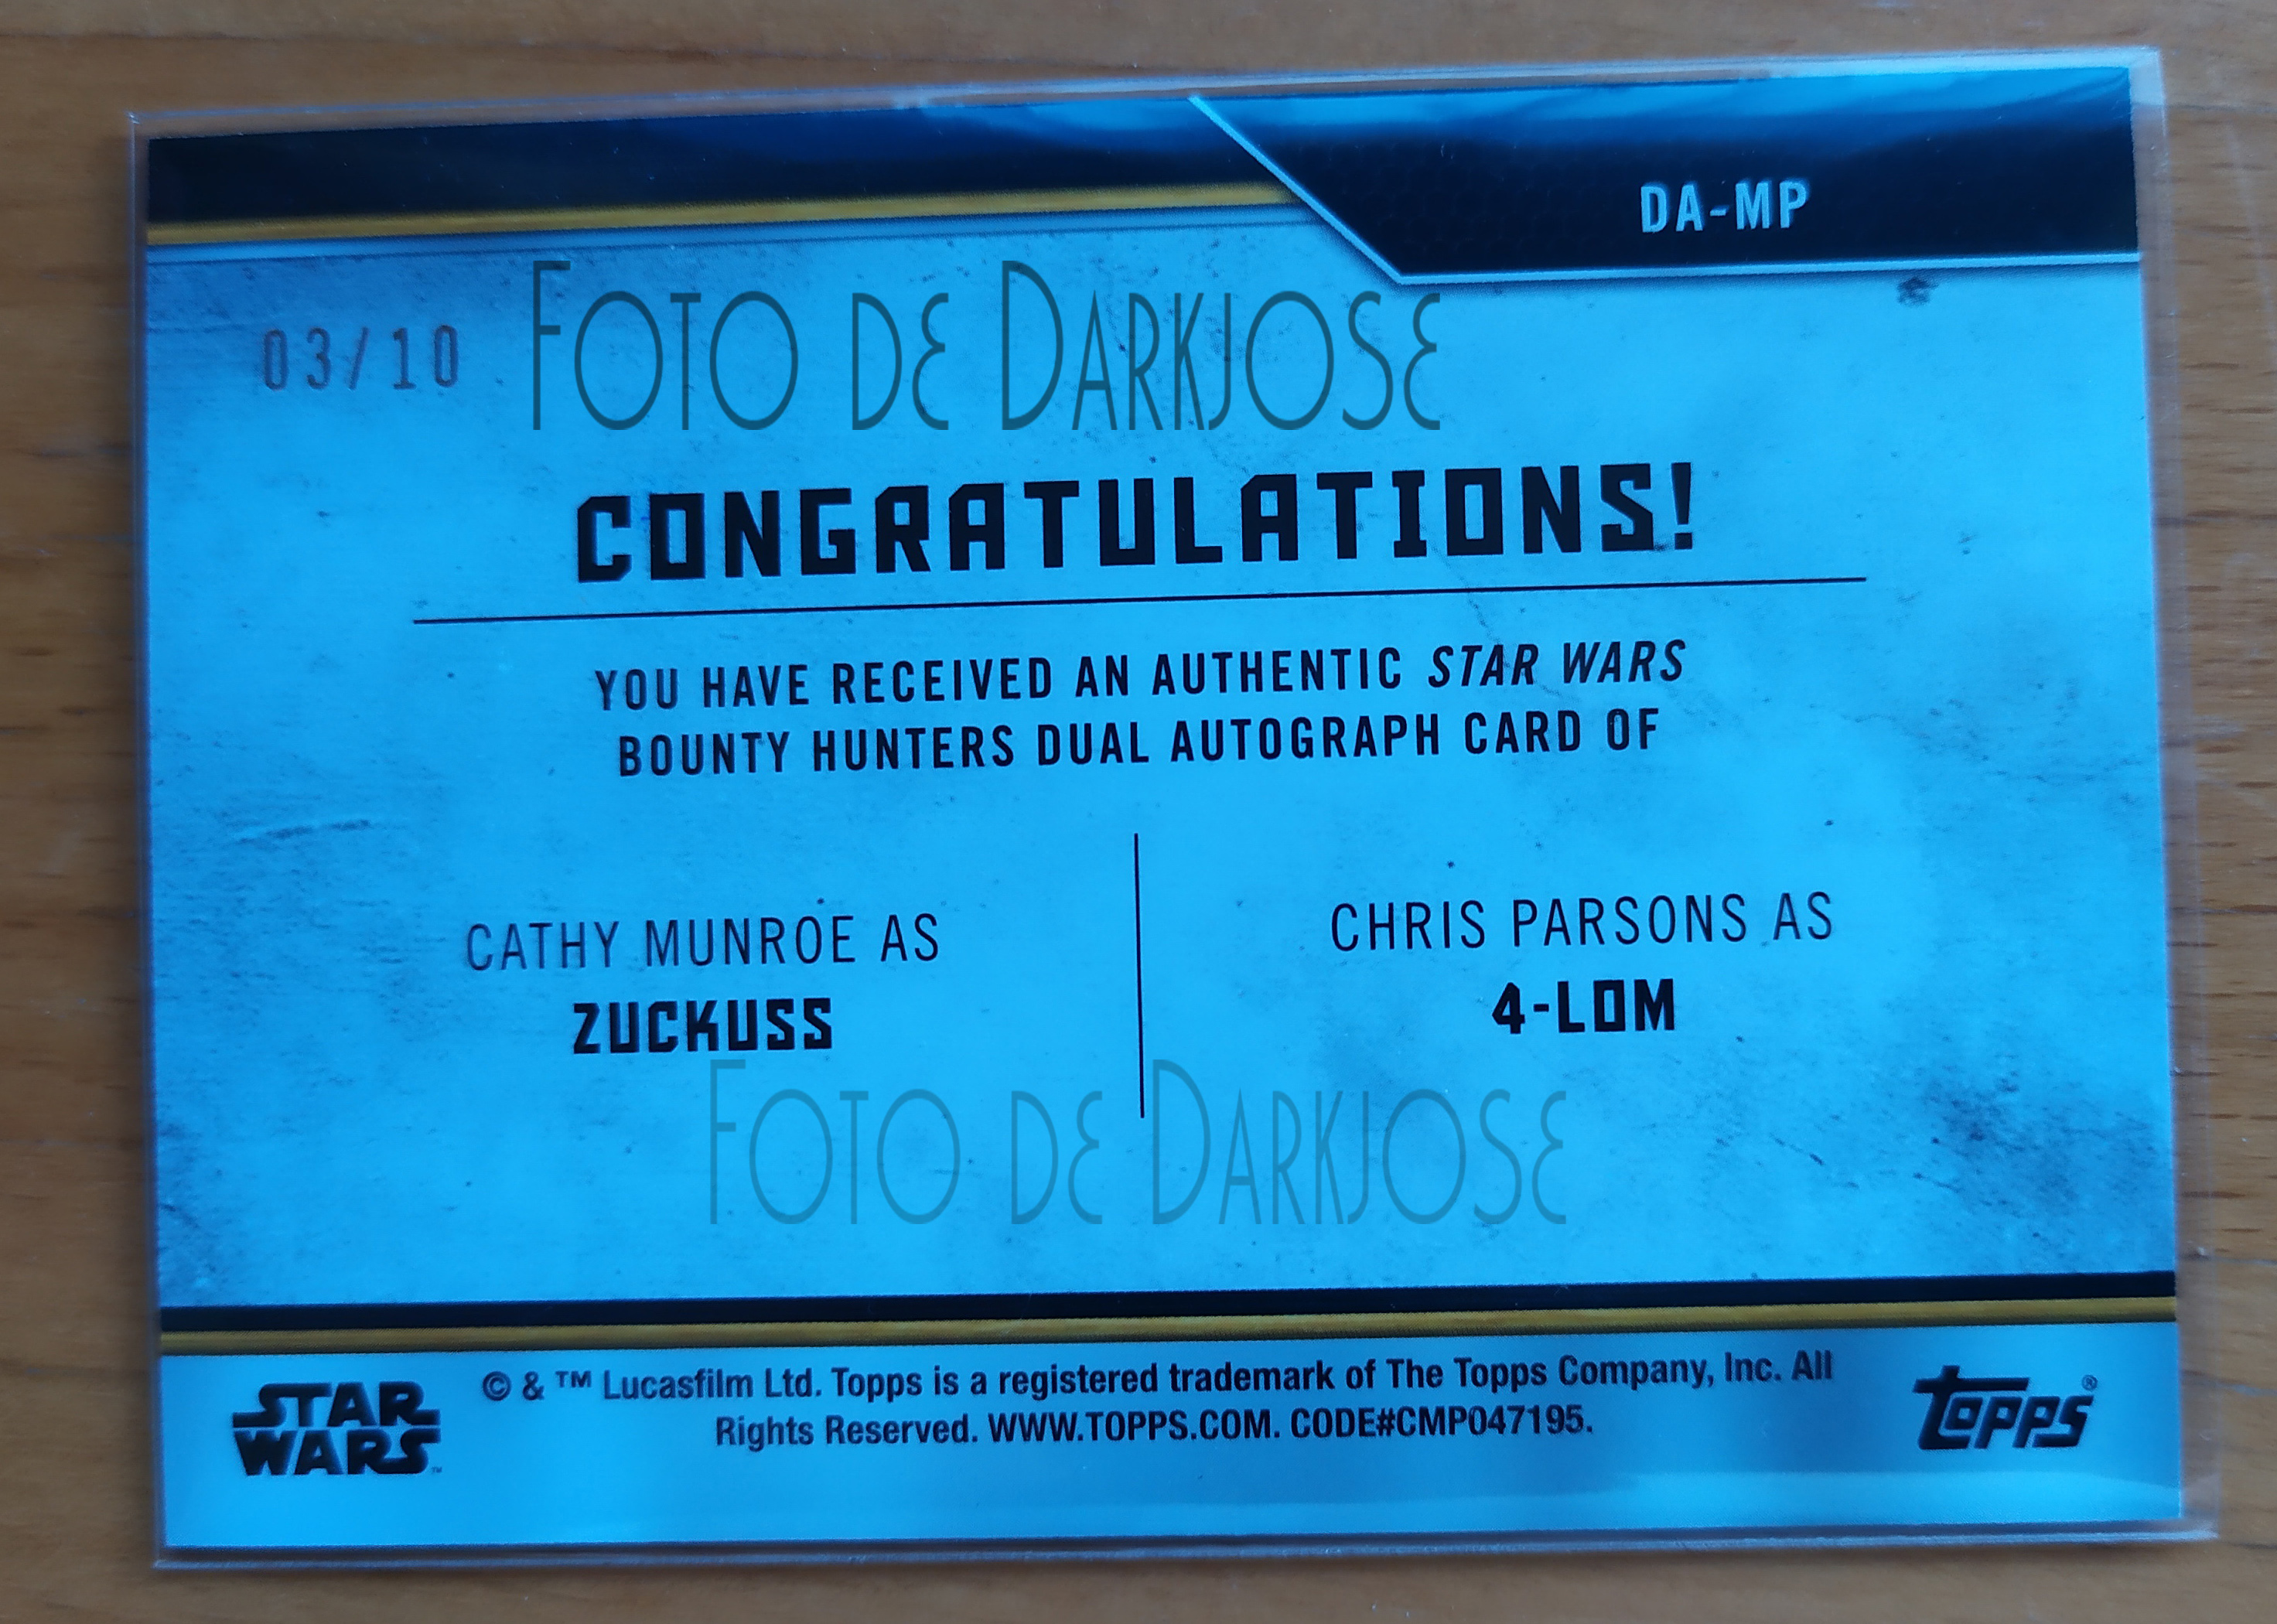 DA-MP
03/10
FOTO DE DARKJOSE
CONGRATULATIONS!
YOU HAVE RECEIVED AN AUTHENTIC STAR WARS
BOUNTY HUNTERS DUAL AUTOGRAPH CARD OF
CATHY MUNROE AS
ZUCKUSS
CHRIS PARSONS AS
4-LOM
FOTO DE DARKJOSE
STAR
WARS™
© & ™ Lucasfilm Ltd. Topps is a registered trademark of The Topps Company, Inc. All
Rights Reserved. WWW.TOPPS.COM. CODE#CMP047195.
topps®